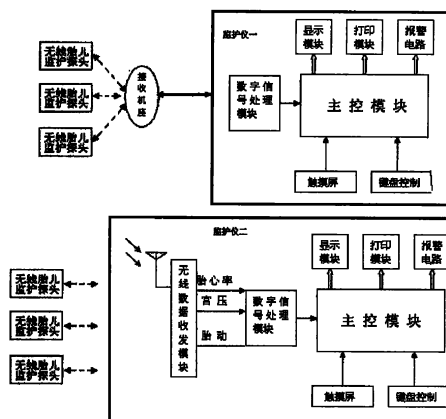 监护仪一
无线胎儿
监护探头
无线胎儿
监护探头
无线胎儿
监护探头
接收机座
数字信
号处理
模块
显示
模块
打印
模块
报警
电路
主控模块
触摸屏
键盘控制
监护仪二
无线胎儿
监护探头
无线胎儿
监护探头
无线胎儿
监护探头
无线数据收发模块
胎心率
宫压
胎动
数字信
号处理
模块
显示
模块
打印
模块
报警
电路
主控模块
触摸屏
键盘控制